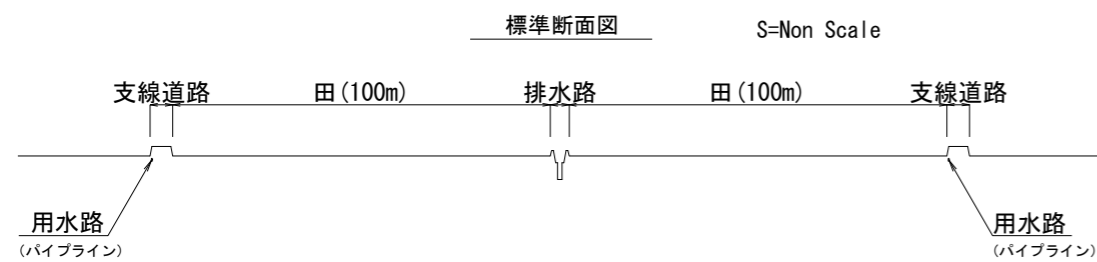 標準断面図 S=Non Scale
支線道路 田(100m) 排水路 田(100m) 支線道路
用水路 用水路
(パイプライン) (パイプライン)